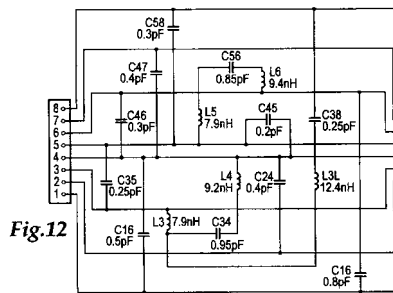 C58
0.3pF
C56
0.85pF
L6
9.4nH
C47
0.4pF
8
7
6
5
4
3
2
1
C46
0.3pF
L5
7.9nH
C45
0.2pF
C38
0.25pF
C35
0.25pF
L4
9.2nH
C24
0.4pF
L3L
12.4nH
L3
7.9nH
C34
0.95pF
C16
0.5pF
C16
0.8pF
Fig.12